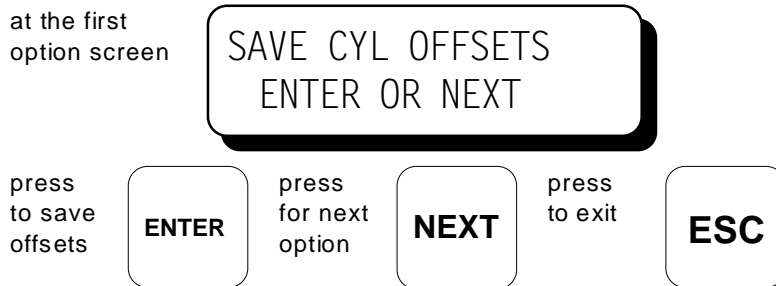 at the first
option screen
SAVE CYL OFFSETS
ENTER OR NEXT
press
to save
offsets
ENTER
press
for next
option
NEXT
press
to exit
ESC